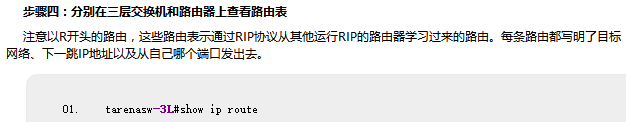 步骤四：分别在三层交换机和路由器上查看路由表
注意以R开头的路由，这些路由表示通过RIP协议从其他运行RIP的路由器学习过来的路由。每条路由都写明了目标
网络、下一跳IP地址以及从自己哪个端口发出去。
01. tarenasw-3L#show ip route